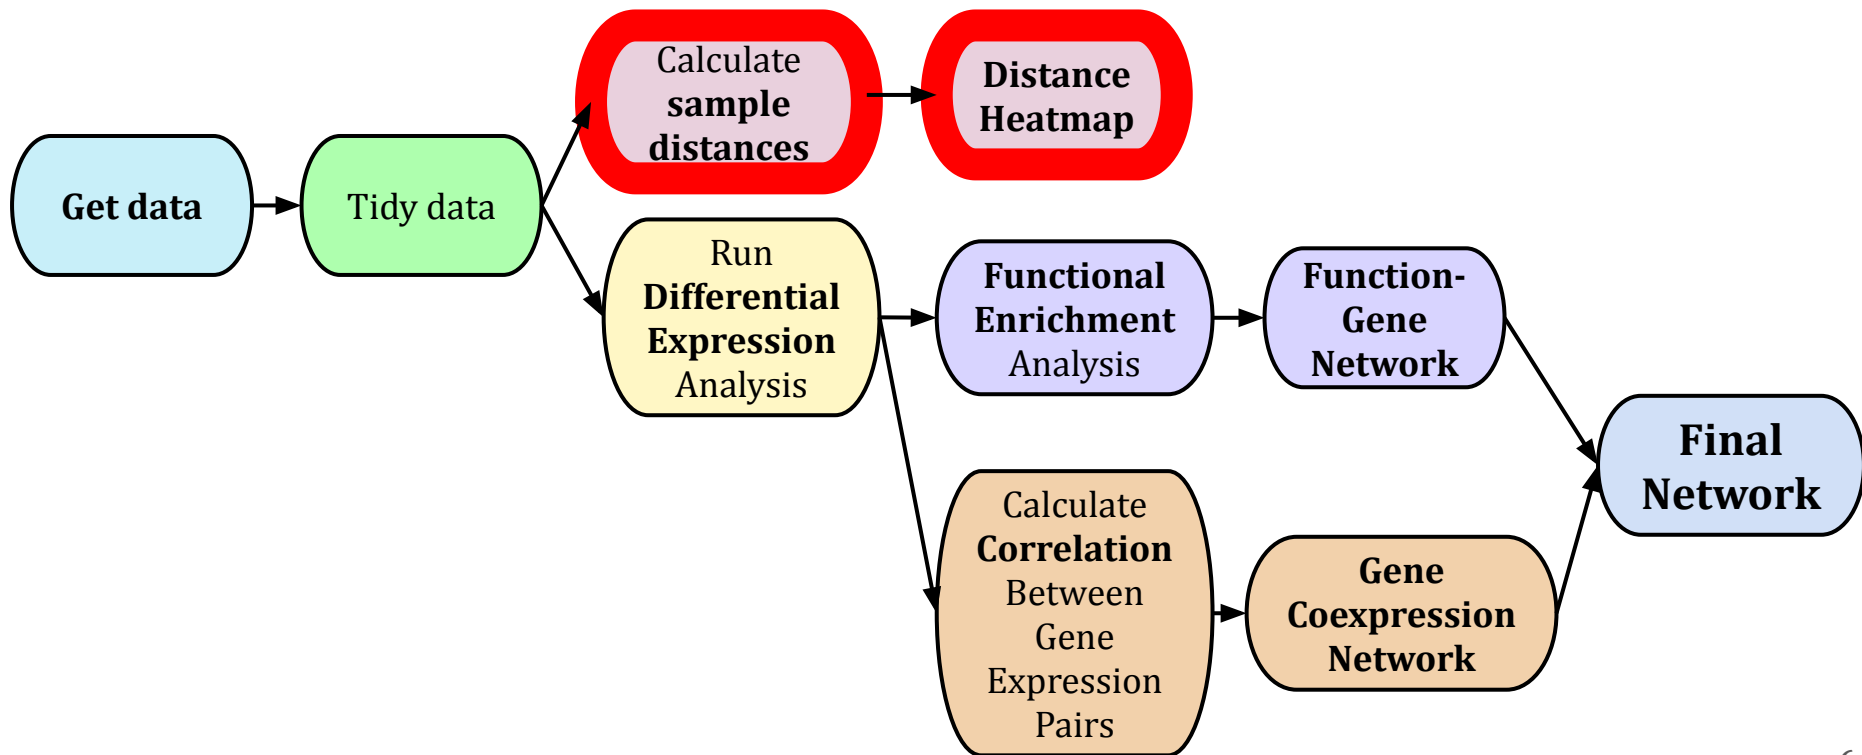 Calculate
sample
distances
Distance
Heatmap
Get data
Tidy data
Run
Differential
Expression
Analysis
Functional
Enrichment
Analysis
Function-
Gene
Network
Final
Network
Calculate
Correlation
Between
Gene
Expression
Pairs
Gene
Coexpression
Network